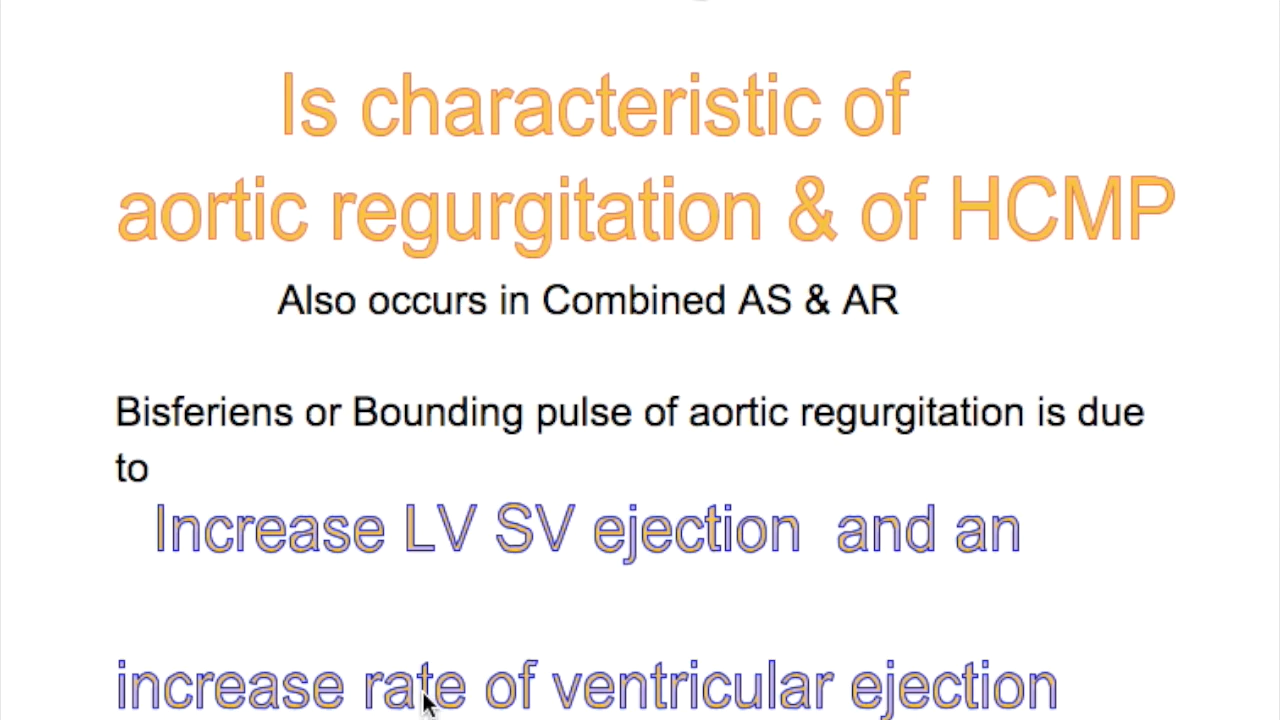 Is characteristic of
aortic regurgitation & of HCMP
Also occurs in Combined AS & AR
Bisferiens or Bounding pulse of aortic regurgitation is due
to
Increase LV SV ejection and an
increase rate of ventricular ejection